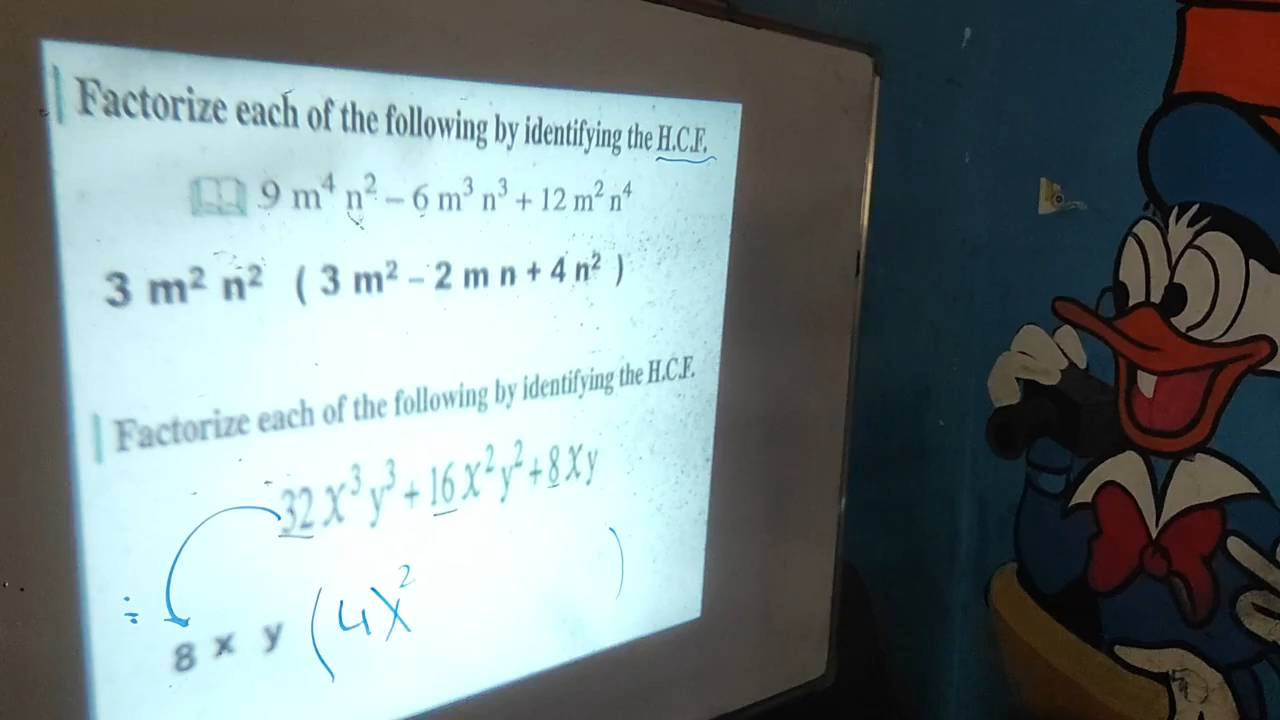 Factorize each of the following by identifying the H.C.F.
9 m⁴ n² – 6 m³ n³ + 12 m² n⁴
3 m² n² ( 3 m² – 2 m n + 4 n² )
Factorize each of the following by identifying the H.C.F.
32 X³ y³ + 16 X² y² + 8 X y
÷ 8 x y ( 4X² )